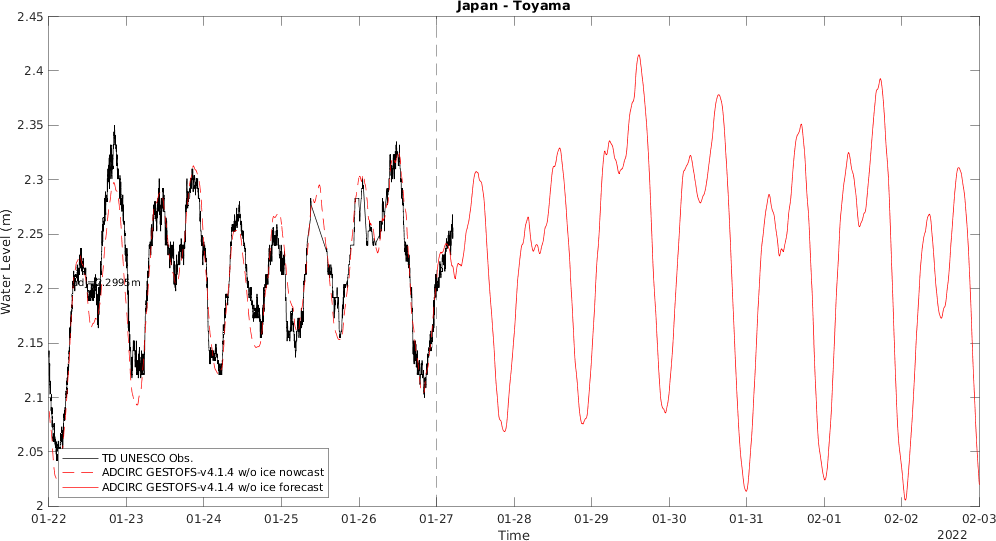 Japan - Toyama
2.45
2.4
2.35
2.3
2.25
2.2
2.15
2.1
2.05
2
Water Level (m)
2.2995m
TD UNESCO Obs.
ADCIRC GESTOFS-v4.1.4 w/o ice nowcast
ADCIRC GESTOFS-v4.1.4 w/o ice forecast
01-22 01-23 01-24 01-25 01-26 01-27 01-28 01-29 01-30 01-31 02-01 02-02 02-03
Time
2022